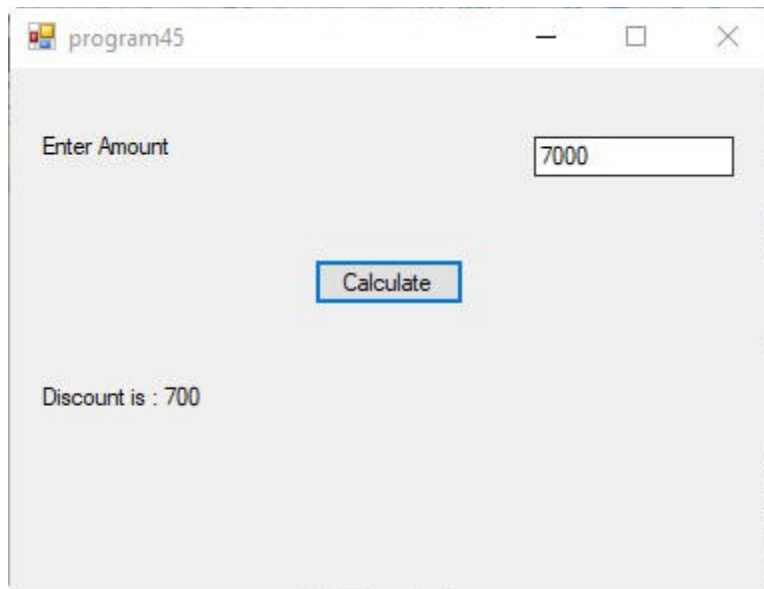 program45
Enter Amount
7000
Calculate
Discount is : 700